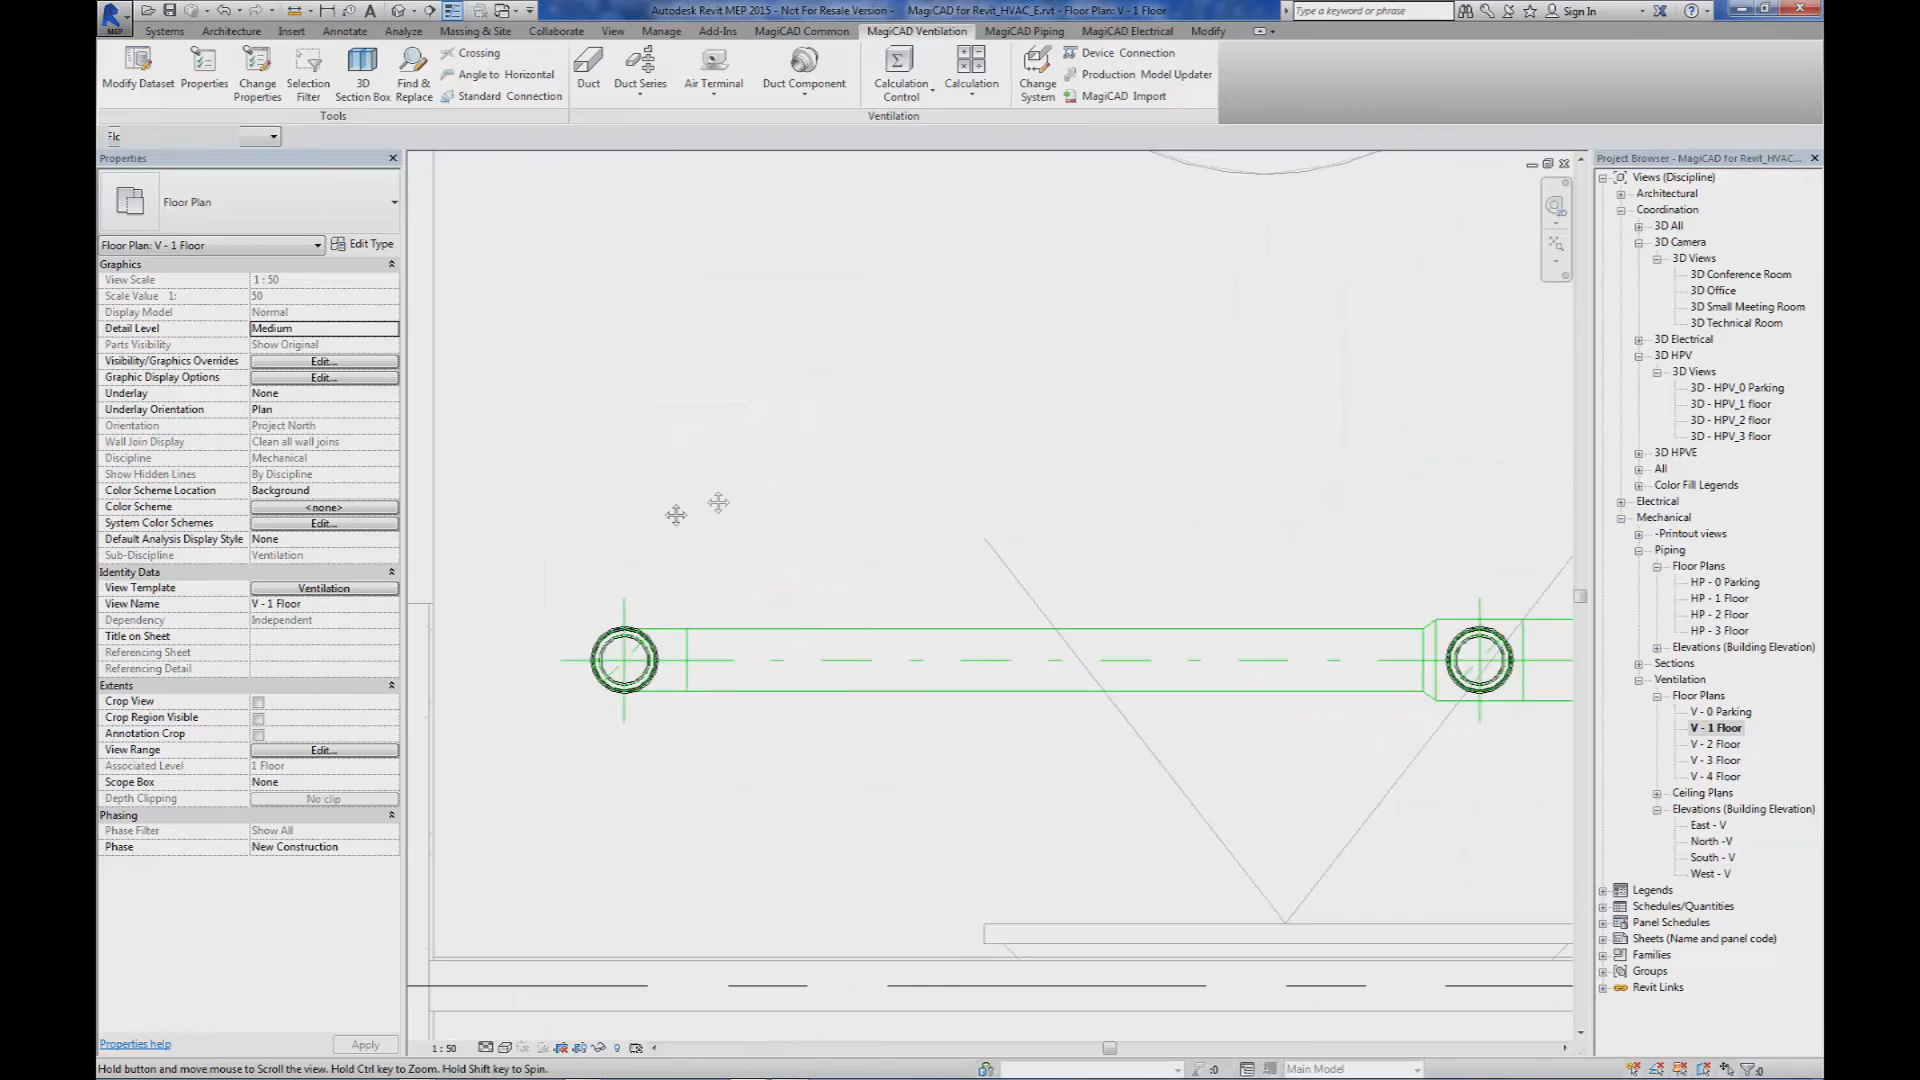 Autodesk Revit MEP 2015 - Not For Resale Version - MagiCAD for Revit_HVAC_E.rvt - Floor Plan: V - 1 Floor
Type a keyword or phrase
Sign In
MEP
Systems Architecture Insert Annotate Analyze Massing & Site Collaborate View Manage Add-Ins MagiCAD Common MagiCAD Ventilation MagiCAD Piping MagiCAD Electrical Modify
Modify Dataset
Properties
Change Properties
Selection Filter
3D Section Box
Find & Replace
Crossing
Angle to Horizontal
Standard Connection
Duct
Duct Series
Air Terminal
Duct Component
Calculation Control
Calculation
Change System
Device Connection
Production Model Updater
MagiCAD Import
Tools
Ventilation
Properties
Floor Plan
Floor Plan: V - 1 Floor
Edit Type
Graphics
View Scale 1 : 50
Scale Value 1: 50
Display Model Normal
Detail Level Medium
Parts Visibility Show Original
Visibility/Graphics Overrides Edit...
Graphic Display Options Edit...
Underlay None
Underlay Orientation Plan
Orientation Project North
Wall Join Display Clean all wall joins
Discipline Mechanical
Show Hidden Lines By Discipline
Color Scheme Location Background
Color Scheme <none>
System Color Schemes Edit...
Default Analysis Display Style None
Sub-Discipline Ventilation
Identity Data
View Template Ventilation
View Name V - 1 Floor
Dependency Independent
Title on Sheet
Referencing Sheet
Referencing Detail
Extents
Crop View
Crop Region Visible
Annotation Crop
View Range Edit...
Associated Level 1 Floor
Scope Box None
Depth Clipping No clip
Phasing
Phase Filter Show All
Phase New Construction
Properties help
Apply
1 : 50
Hold button and move mouse to Scroll the view. Hold Ctrl key to Zoom. Hold Shift key to Spin.
:0
Main Model
:0
2D
Project Browser - MagiCAD for Revit_HVAC...
Views (Discipline)
Architectural
Coordination
3D All
3D Camera
3D Views
3D Conference Room
3D Office
3D Small Meeting Room
3D Technical Room
3D Electrical
3D HPV
3D Views
3D - HPV_0 Parking
3D - HPV_1 floor
3D - HPV_2 floor
3D - HPV_3 floor
3D HPVE
All
Color Fill Legends
Electrical
Mechanical
-Printout views
Piping
Floor Plans
HP - 0 Parking
HP - 1 Floor
HP - 2 Floor
HP - 3 Floor
Elevations (Building Elevation)
Sections
Ventilation
Floor Plans
V - 0 Parking
V - 1 Floor
V - 2 Floor
V - 3 Floor
V - 4 Floor
Ceiling Plans
Elevations (Building Elevation)
East - V
North -V
South - V
West - V
Legends
Schedules/Quantities
Panel Schedules
Sheets (Name and panel code)
Families
Groups
Revit Links